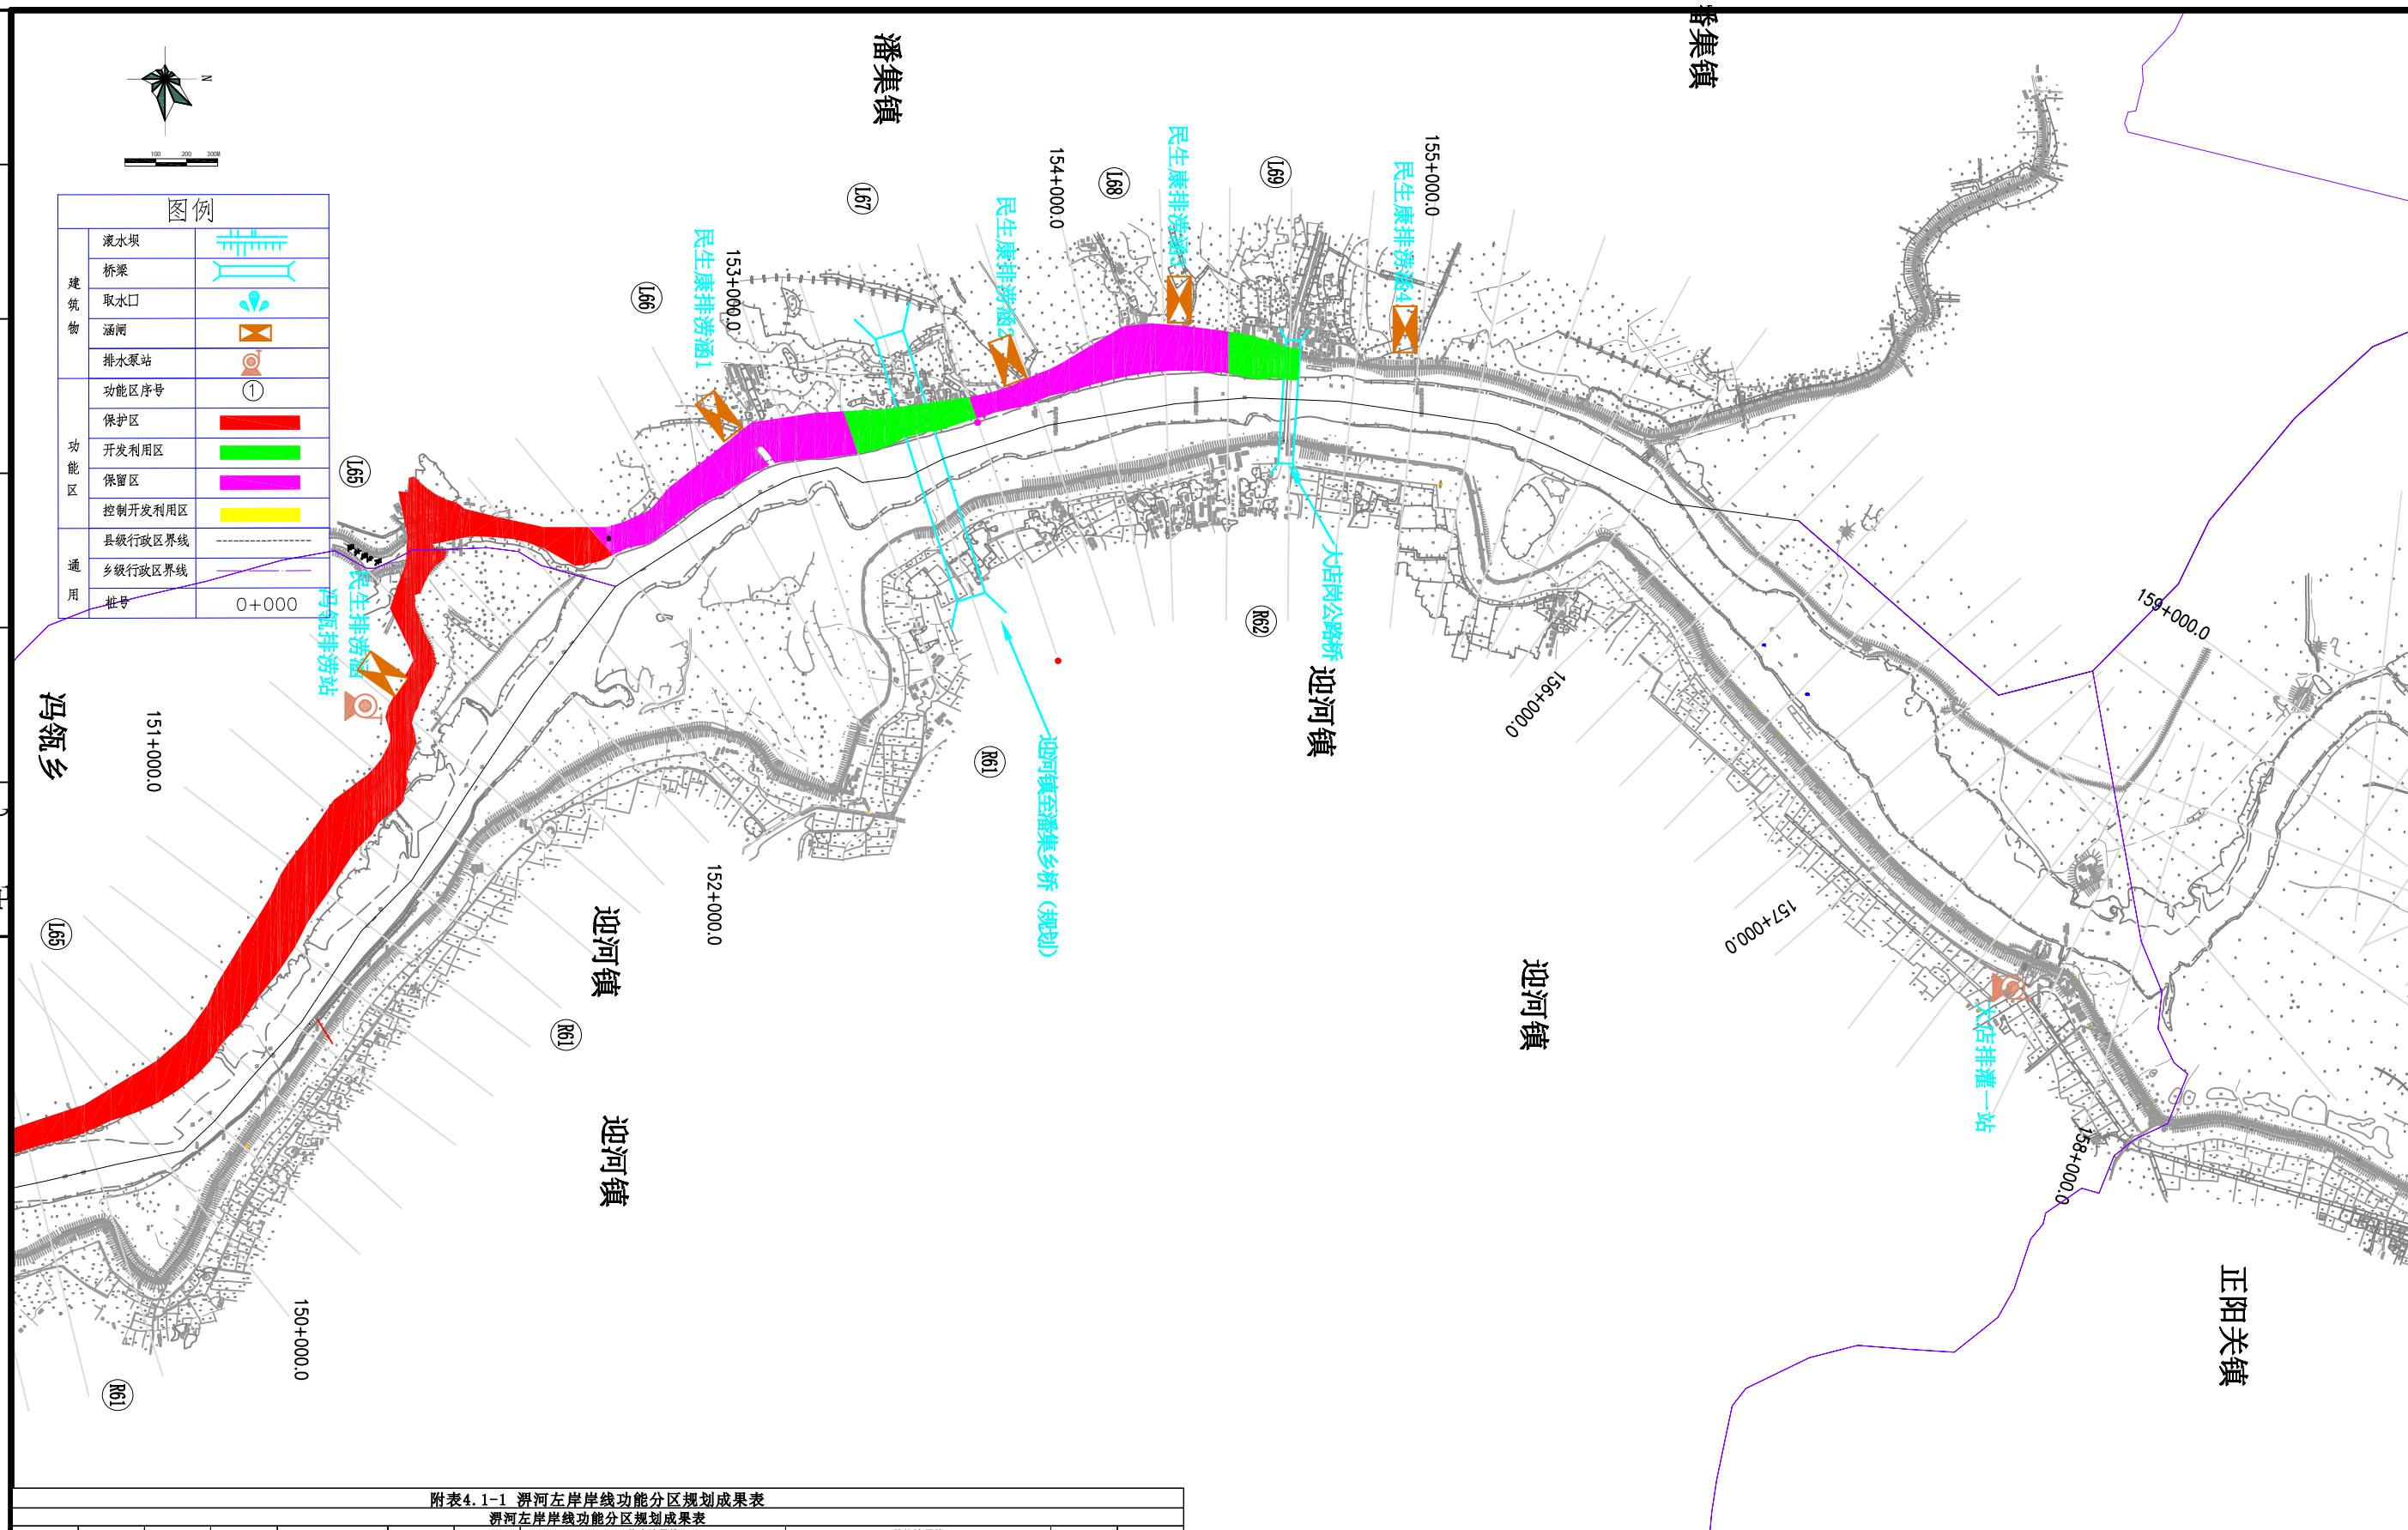 N
100 200 300M
图例
建筑物
滚水坝
桥梁
取水口
涵闸
排水泵站
功能区
功能区序号 1
保护区
开发利用区
保留区
控制开发利用区
通用
县级行政区界线
乡级行政区界线
桩号 0+000
潘集镇
潘集镇
L65
L66
L67
L68
L69
民生康排涝涵1
153+000.0
民生康排涝涵2
154+000.0
民生康排涝涵3
民生康排涝涵4
155+000.0
民生排涝涵
冯瓴排涝站
冯瓴乡
151+000.0
L65
152+000.0
迎河镇
R61
迎河镇
150+000.0
R61
R61
迎河镇至潘集乡桥（规划）
R62
大店岗公路桥
迎河镇
156+000.0
157+000.0
迎河镇
159+000.0
大店排灌一站
158+000.0
正阳关镇
附表4.1-1 淠河左岸岸线功能分区规划成果表
淠河左岸岸线功能分区规划成果表